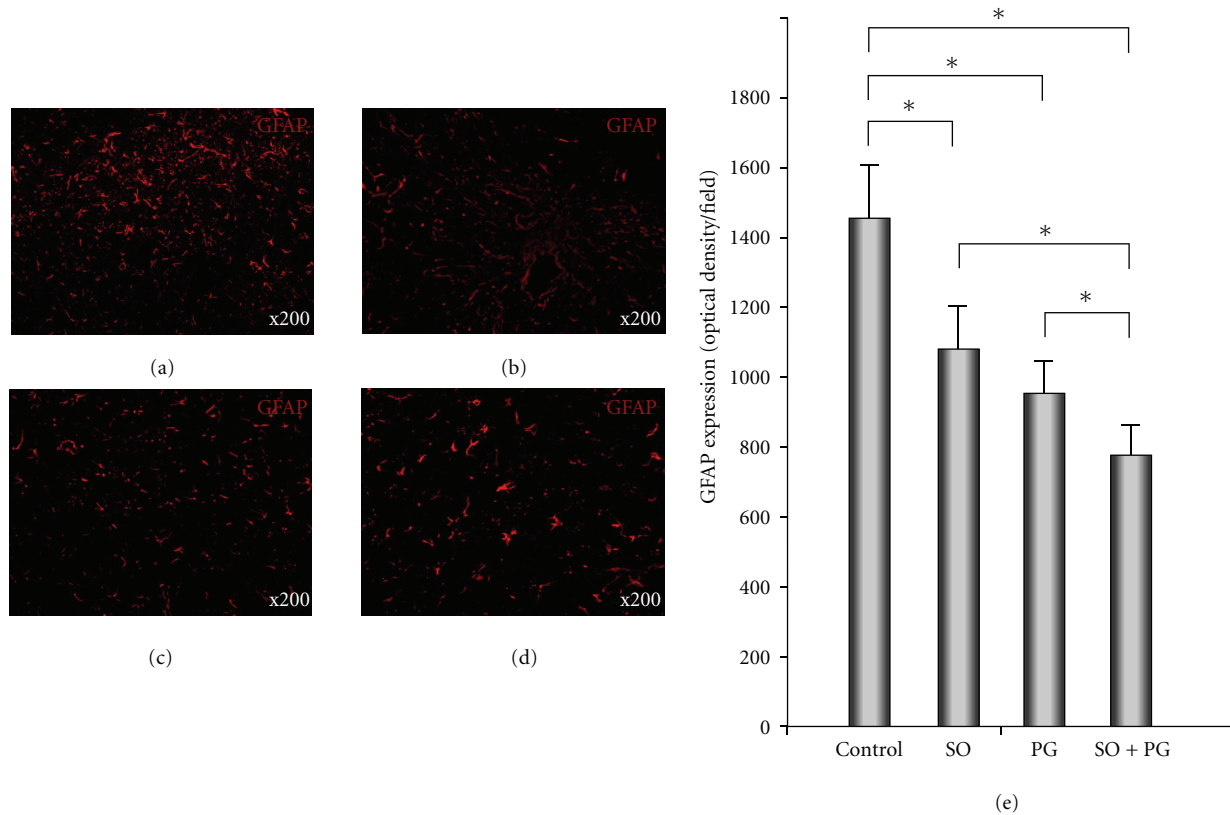 GFAP
x200
(a)
GFAP
x200
(b)
GFAP
x200
(c)
GFAP
x200
(d)
GFAP expression (optical density/field)
1800
1600
1400
1200
1000
800
600
400
200
0
*
*
*
*
*
Control SO PG SO + PG
(e)